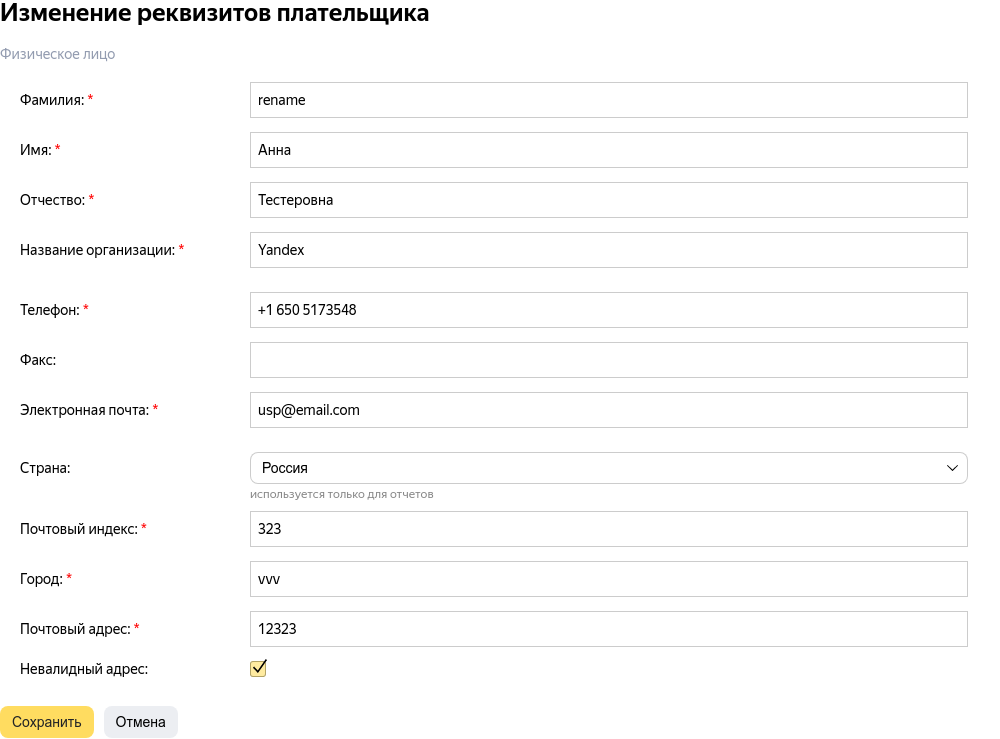 Изменение реквизитов плательщика
Физическое лицо
Фамилия: * rename
Имя: * Анна
Отчество: * Тестеровна
Название организации: * Yandex
Телефон: * +1 650 5173548
Факс:
Электронная почта: * usp@email.com
Страна: Россия
используется только для отчетов
Почтовый индекс: * 323
Город: * vvv
Почтовый адрес: * 12323
Невалидный адрес:
Сохранить Отмена